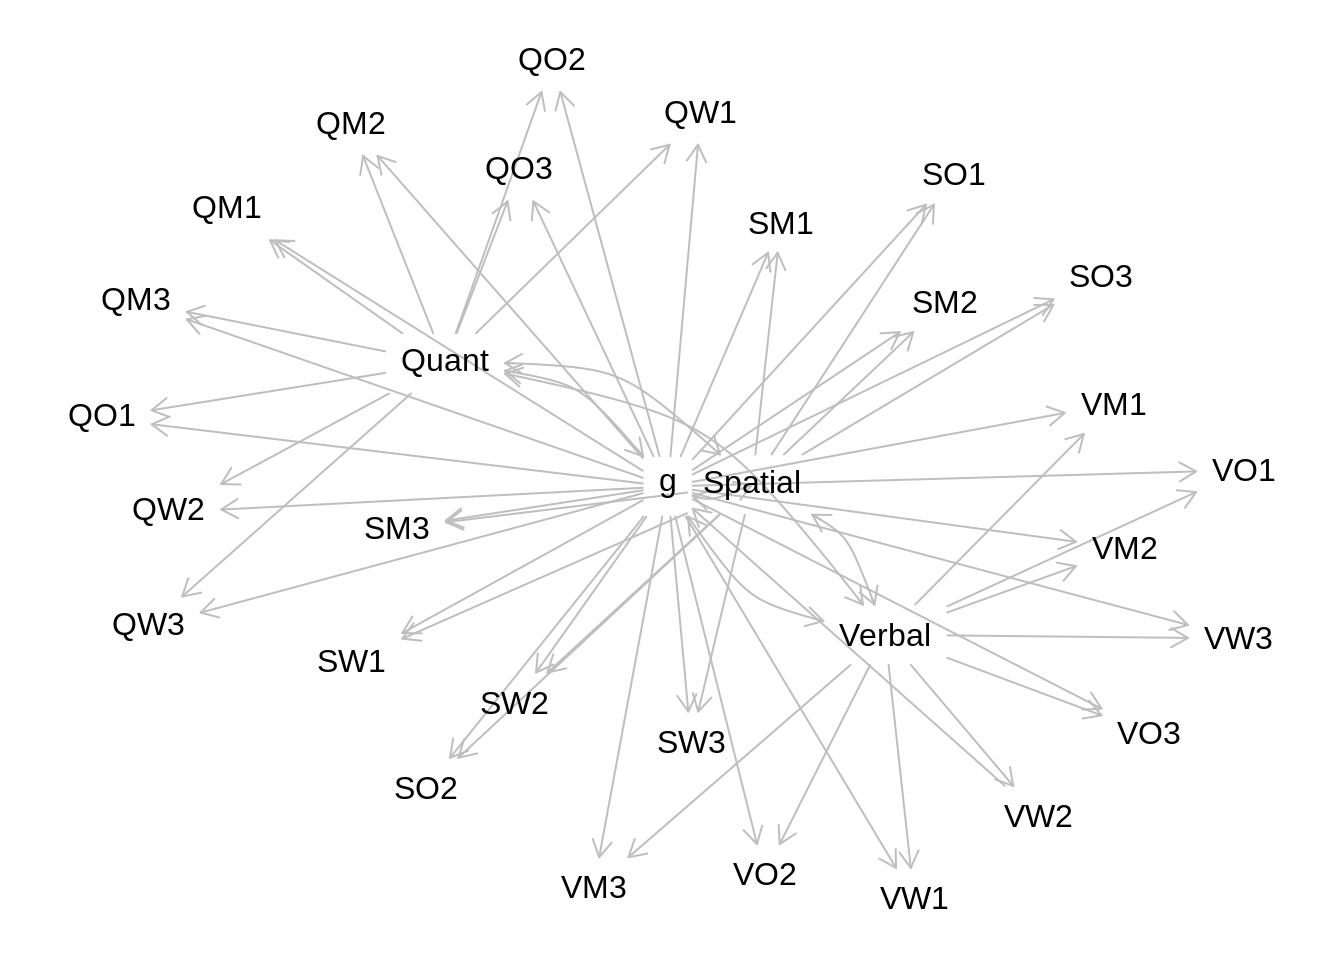 QO2
QW1
QM2
QO3
SO1
QM1
SM1
SO3
QM3
SM2
Quant
VM1
QO1
VO1
g
Spatial
QW2
SM3
VM2
QW3
Verbal
VW3
SW1
SW2
VO3
SW3
SO2
VW2
VO2
VM3
VW1